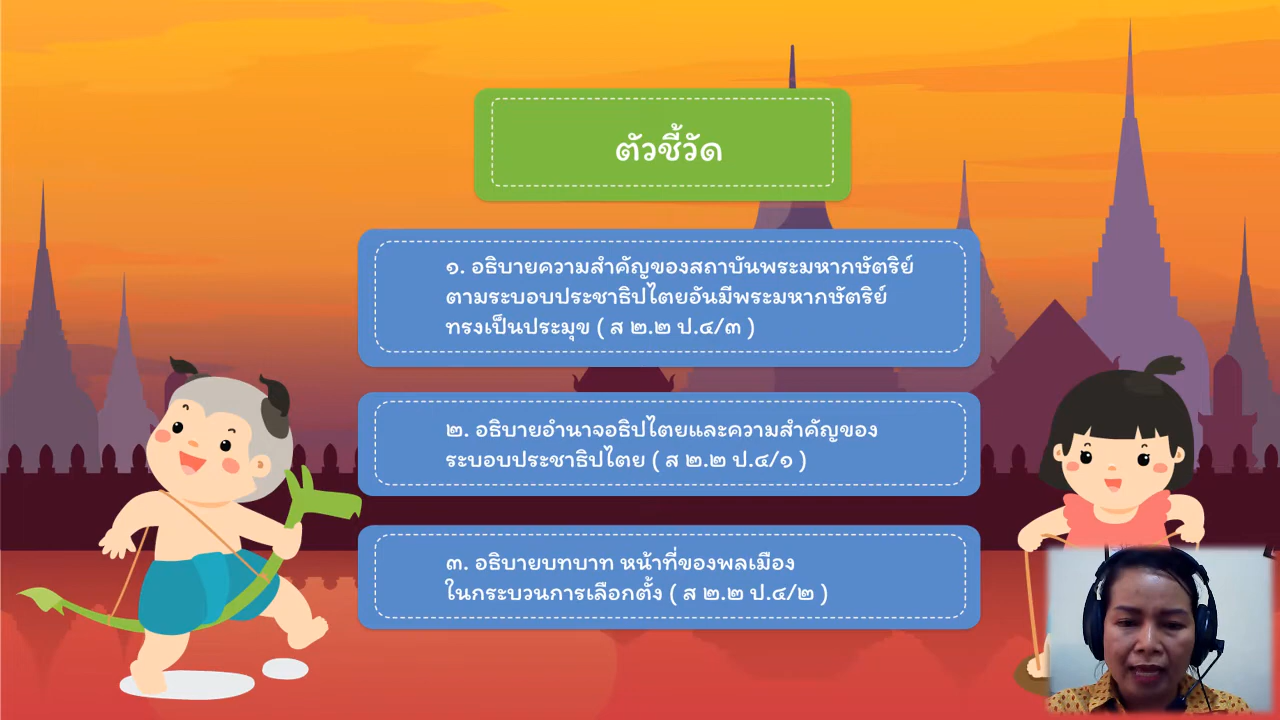 ตัวชี้วัด
๑. อธิบายความสำคัญของสถาบันพระมหากษัตริย์
ตามระบอบประชาธิปไตยอันมีพระมหากษัตริย์
ทรงเป็นประมุข ( ส ๒.๒ ป.๔/๓ )
๒. อธิบายอำนาจอธิปไตยและความสำคัญของ
ระบอบประชาธิปไตย ( ส ๒.๒ ป.๔/๑ )
๓. อธิบายบทบาท หน้าที่ของพลเมือง
ในกระบวนการเลือกตั้ง ( ส ๒.๒ ป.๔/๒ )